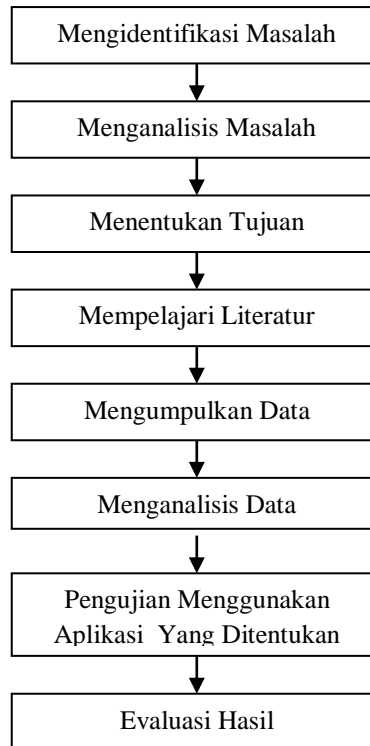 Mengidentifikasi Masalah
Menganalisis Masalah
Menentukan Tujuan
Mempelajari Literatur
Mengumpulkan Data
Menganalisis Data
Pengujian Menggunakan
Aplikasi Yang Ditentukan
Evaluasi Hasil